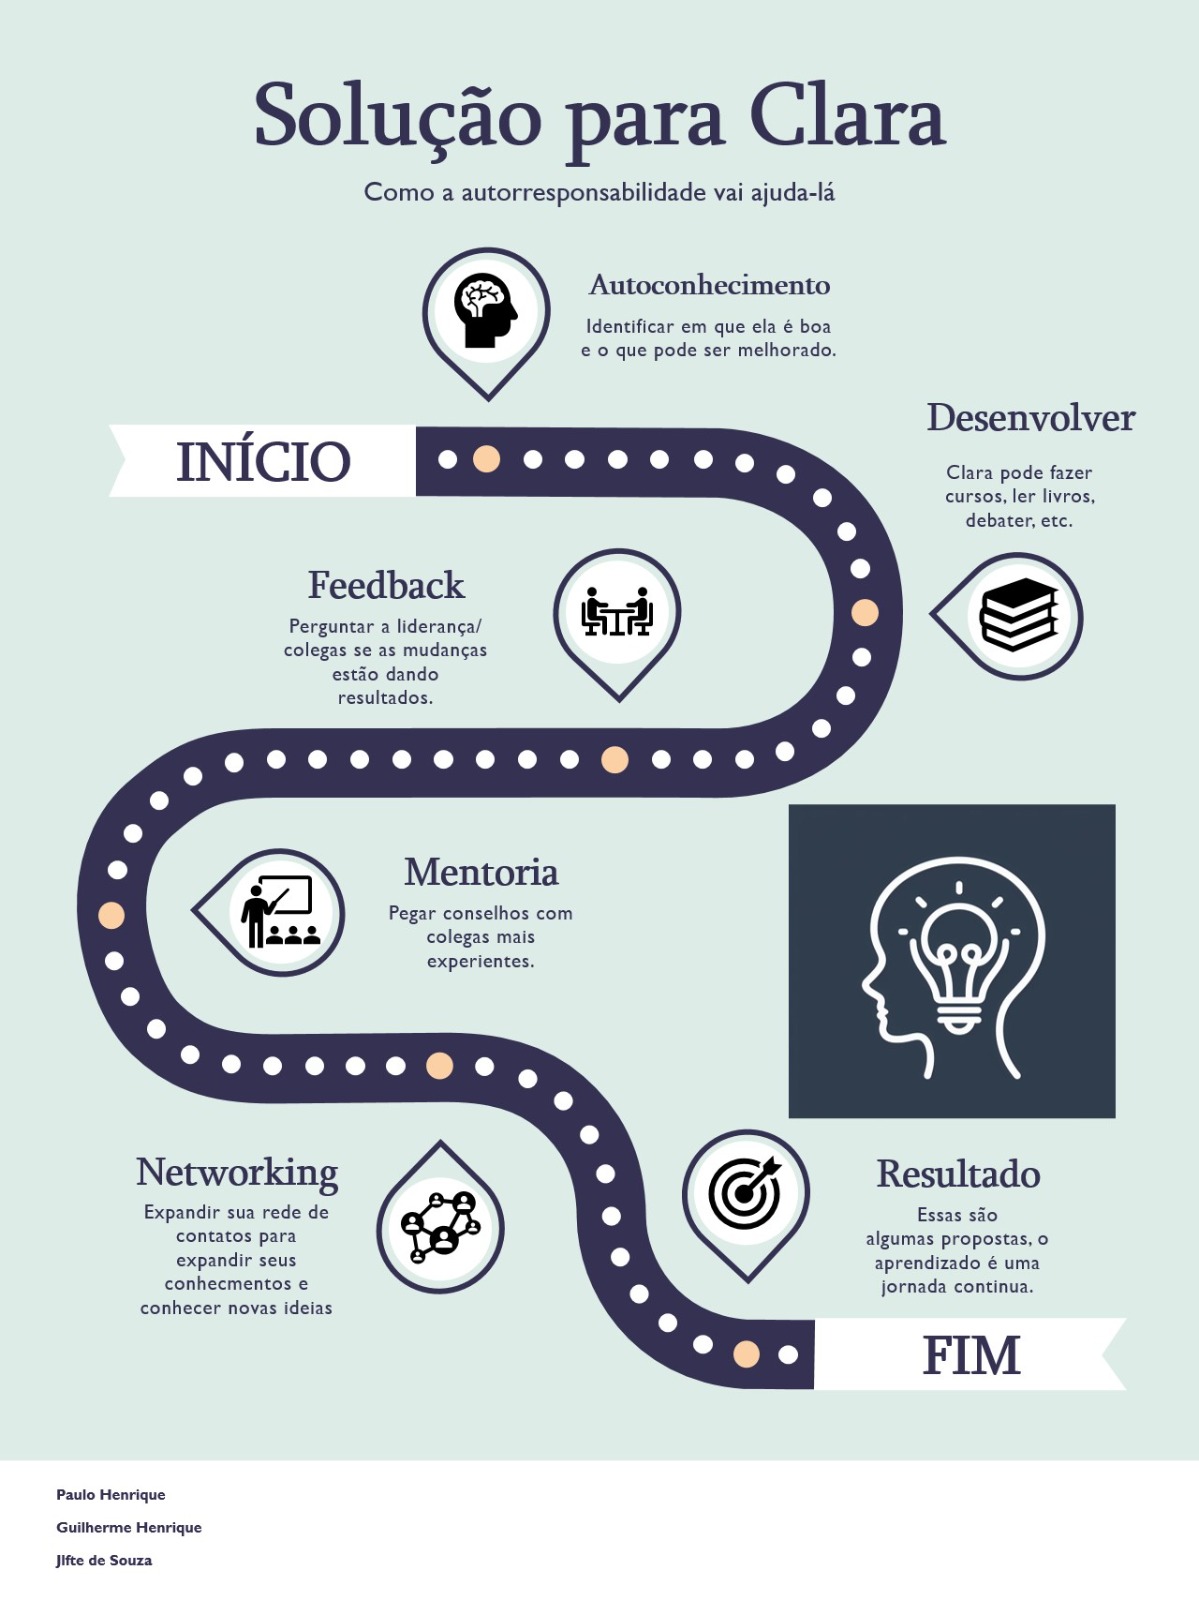 Solução para Clara
Como a autorresponsabilidade vai ajuda-lá
Autoconhecimento
Identificar em que ela é boa
e o que pode ser melhorado.
INÍCIO
Desenvolver
Clara pode fazer
cursos, ler livros,
debater, etc.
Feedback
Perguntar a liderança/
colegas se as mudanças
estão dando
resultados.
Mentoria
Pegar conselhos com
colegas mais
experientes.
Networking
Expandir sua rede de
contatos para
expandir seus
conhecmentos e
conhecer novas ideias
Resultado
Essas são
algumas propostas, o
aprendizado é uma
jornada continua.
FIM
Paulo Henrique
Guilherme Henrique
Jlfte de Souza